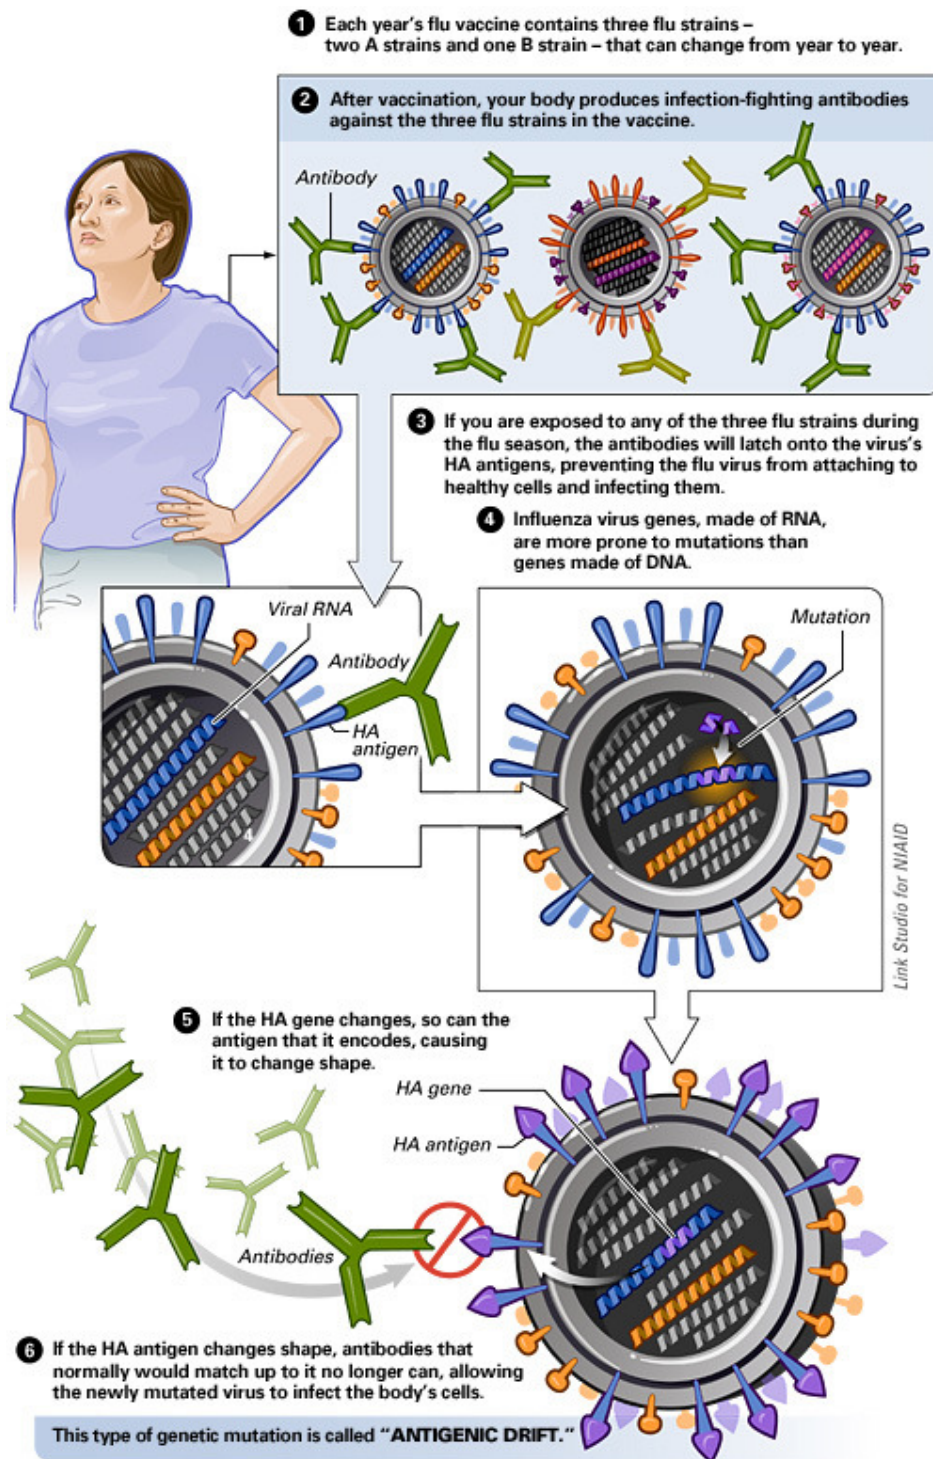 1 Each year's flu vaccine contains three flu strains –
two A strains and one B strain – that can change from year to year.
2 After vaccination, your body produces infection-fighting antibodies
against the three flu strains in the vaccine.
Antibody
3 If you are exposed to any of the three flu strains during
the flu season, the antibodies will latch onto the virus's
HA antigens, preventing the flu virus from attaching to
healthy cells and infecting them.
4 Influenza virus genes, made of RNA,
are more prone to mutations than
genes made of DNA.
Viral RNA
Antibody
HA
antigen
4
Mutation
Link Studio for NIAID
5 If the HA gene changes, so can the
antigen that it encodes, causing
it to change shape.
HA gene
HA antigen
Antibodies
6 If the HA antigen changes shape, antibodies that
normally would match up to it no longer can, allowing
the newly mutated virus to infect the body's cells.
This type of genetic mutation is called "ANTIGENIC DRIFT."